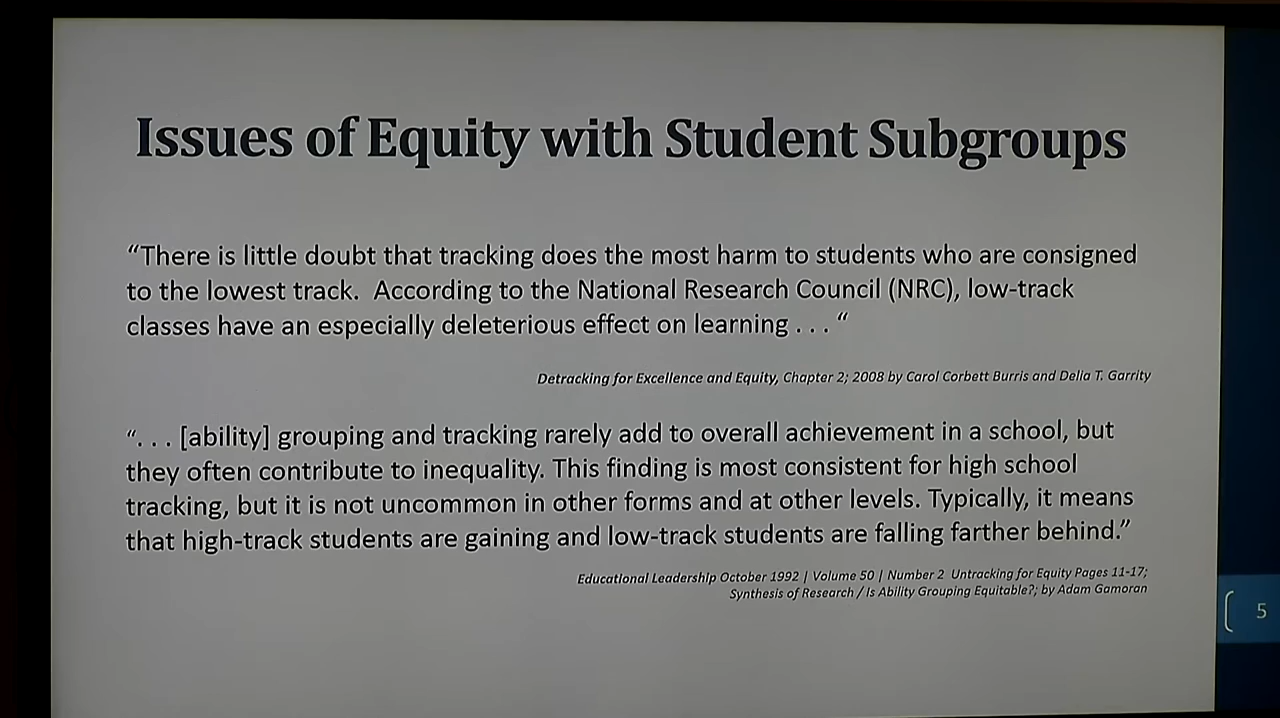 Issues of Equity with Student Subgroups
“There is little doubt that tracking does the most harm to students who are consigned
to the lowest track.  According to the National Research Council (NRC), low-track
classes have an especially deleterious effect on learning . . . “
Detracking for Excellence and Equity, Chapter 2; 2008 by Carol Corbett Burris and Delia T. Garrity
“. . . [ability] grouping and tracking rarely add to overall achievement in a school, but
they often contribute to inequality. This finding is most consistent for high school
tracking, but it is not uncommon in other forms and at other levels. Typically, it means
that high-track students are gaining and low-track students are falling farther behind.”
Educational Leadership October 1992 | Volume 50 | Number 2  Untracking for Equity Pages 11-17;
Synthesis of Research / Is Ability Grouping Equitable?; by Adam Gamoran
5